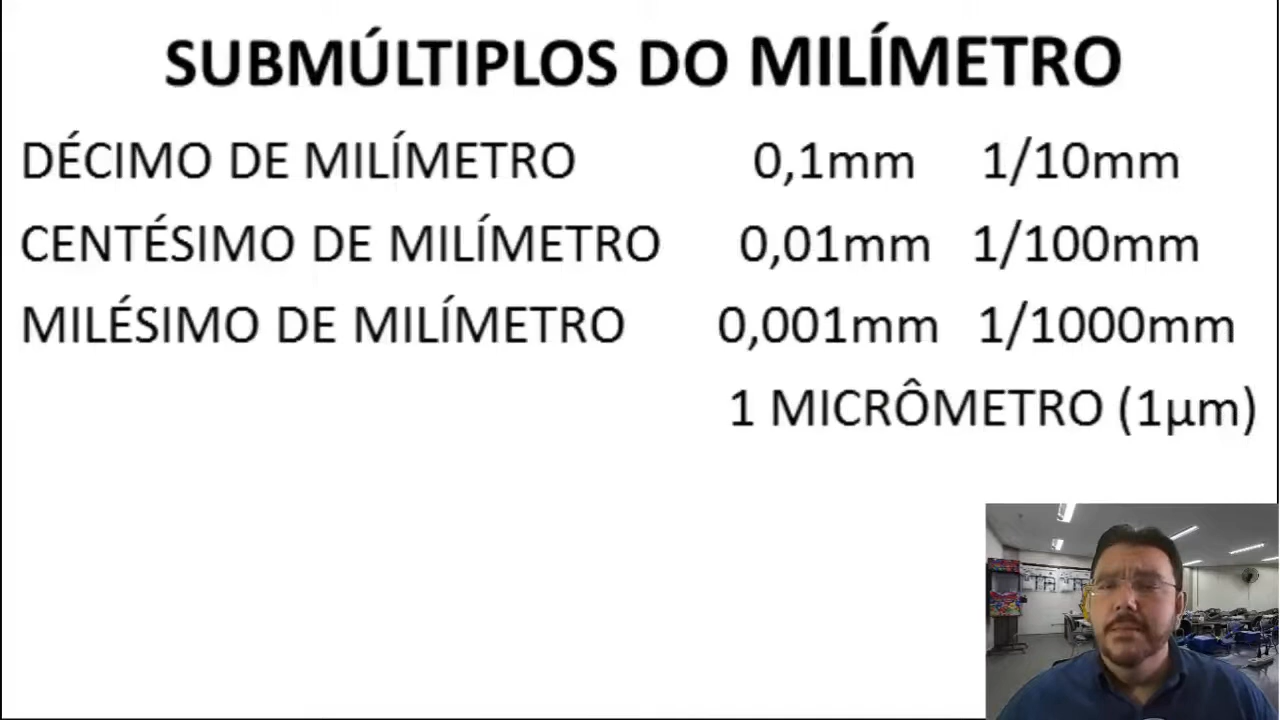 SUBMÚLTIPLOS DO MILÍMETRO
DÉCIMO DE MILÍMETRO 0,1mm 1/10mm
CENTÉSIMO DE MILÍMETRO 0,01mm 1/100mm
MILÉSIMO DE MILÍMETRO 0,001mm 1/1000mm
1 MICRÔMETRO (1µm)